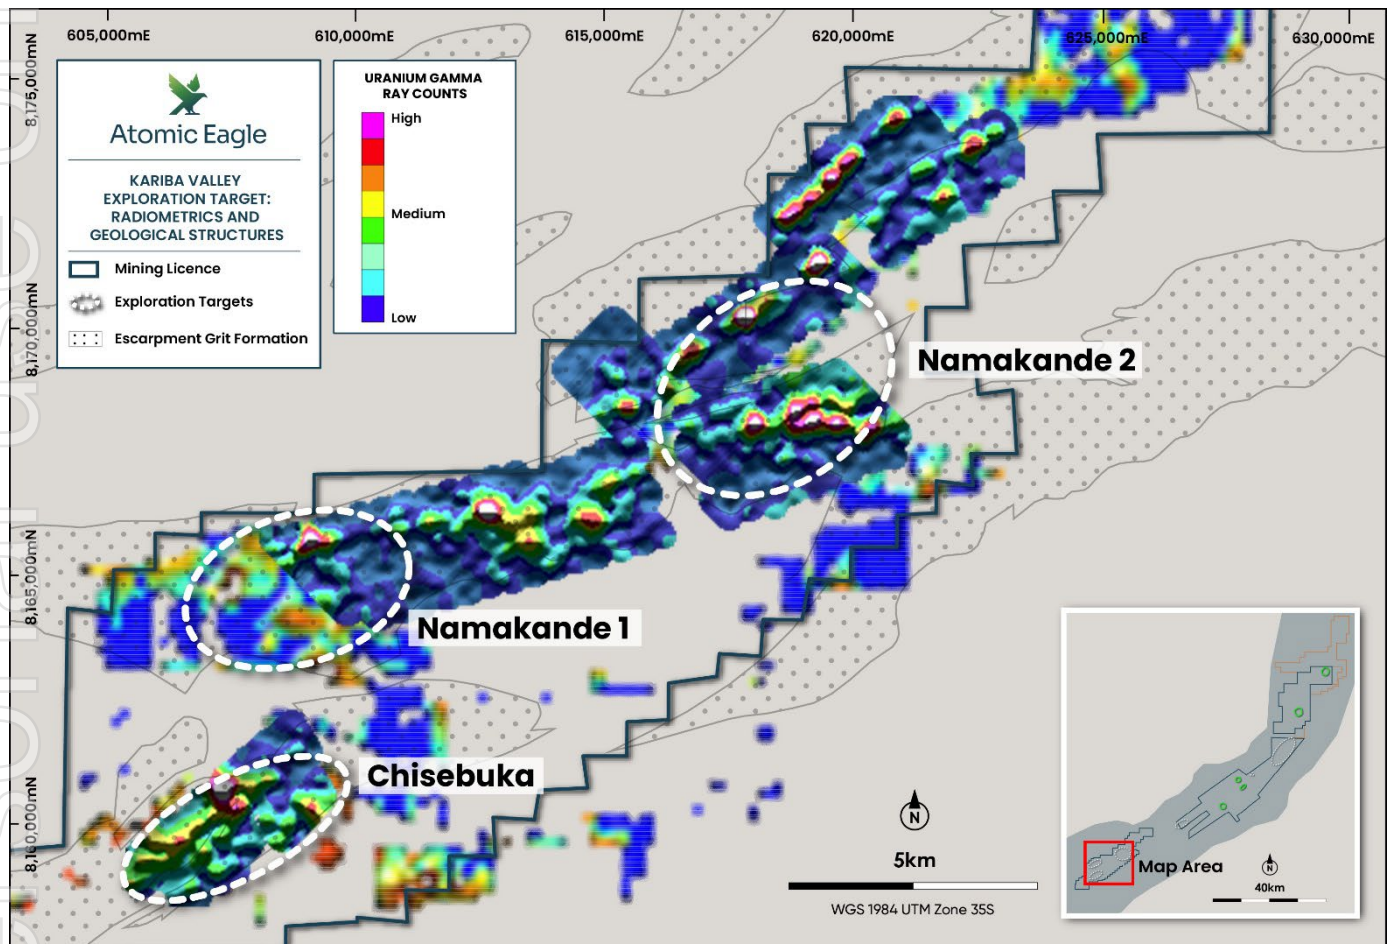 605,000mE
610,000mE
615,000mE
620,000mE
625,000mE
630,000mE
8,175,000mN
8,170,000mN
8,165,000mN
8,160,000mN
Atomic Eagle
KARIBA VALLEY
EXPLORATION TARGET:
RADIOMETRICS AND
GEOLOGICAL STRUCTURES
Mining Licence
Exploration Targets
Escarpment Grit Formation
URANIUM GAMMA
RAY COUNTS
High
Medium
Low
Namakande 2
Namakande 1
Chisebuka
N
5km
WGS 1984 UTM Zone 35S
Map Area
N
40km